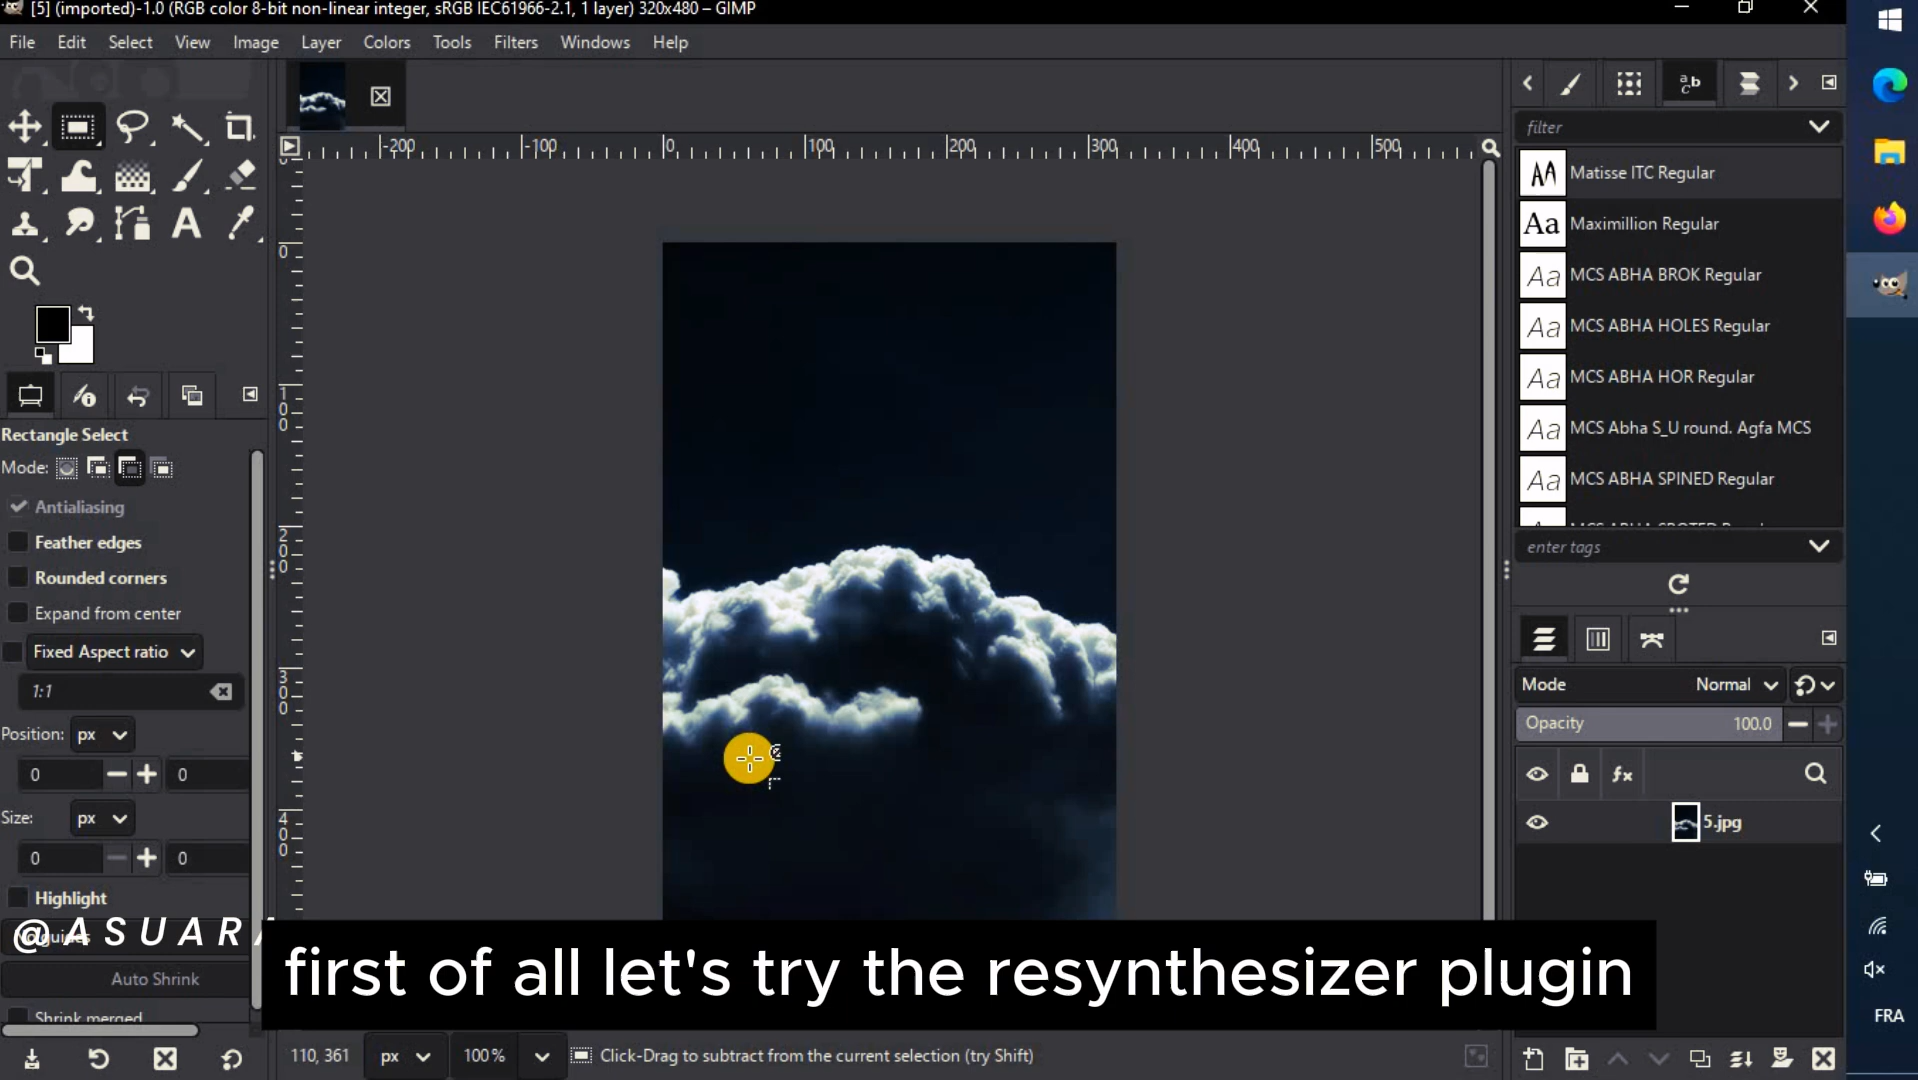 [5] (imported)-1.0 (RGB color 8-bit non-linear integer, sRGB IEC61966-2.1, 1 layer) 320x480 – GIMP
File Edit Select View Image Layer Colors Tools Filters Windows Help
-200 -100 0 100 200 300 400 500
filter
Matisse ITC Regular
Maximillion Regular
MCS ABHA BROK Regular
MCS ABHA HOLES Regular
MCS ABHA HOR Regular
MCS Abha S_U round. Agfa MCS
MCS ABHA SPINED Regular
enter tags
0
100
200
300
400
Rectangle Select
Mode:
Antialiasing
Feather edges
Rounded corners
Expand from center
Fixed Aspect ratio
1:1
Position: px
0 0
Size: px
0 0
Highlight
@ASUAR
Auto Shrink
Shrink merged
Mode Normal
Opacity 100.0
5.jpg
first of all let's try the resynthesizer plugin
110, 361 px 100% Click-Drag to subtract from the current selection (try Shift)
FRA